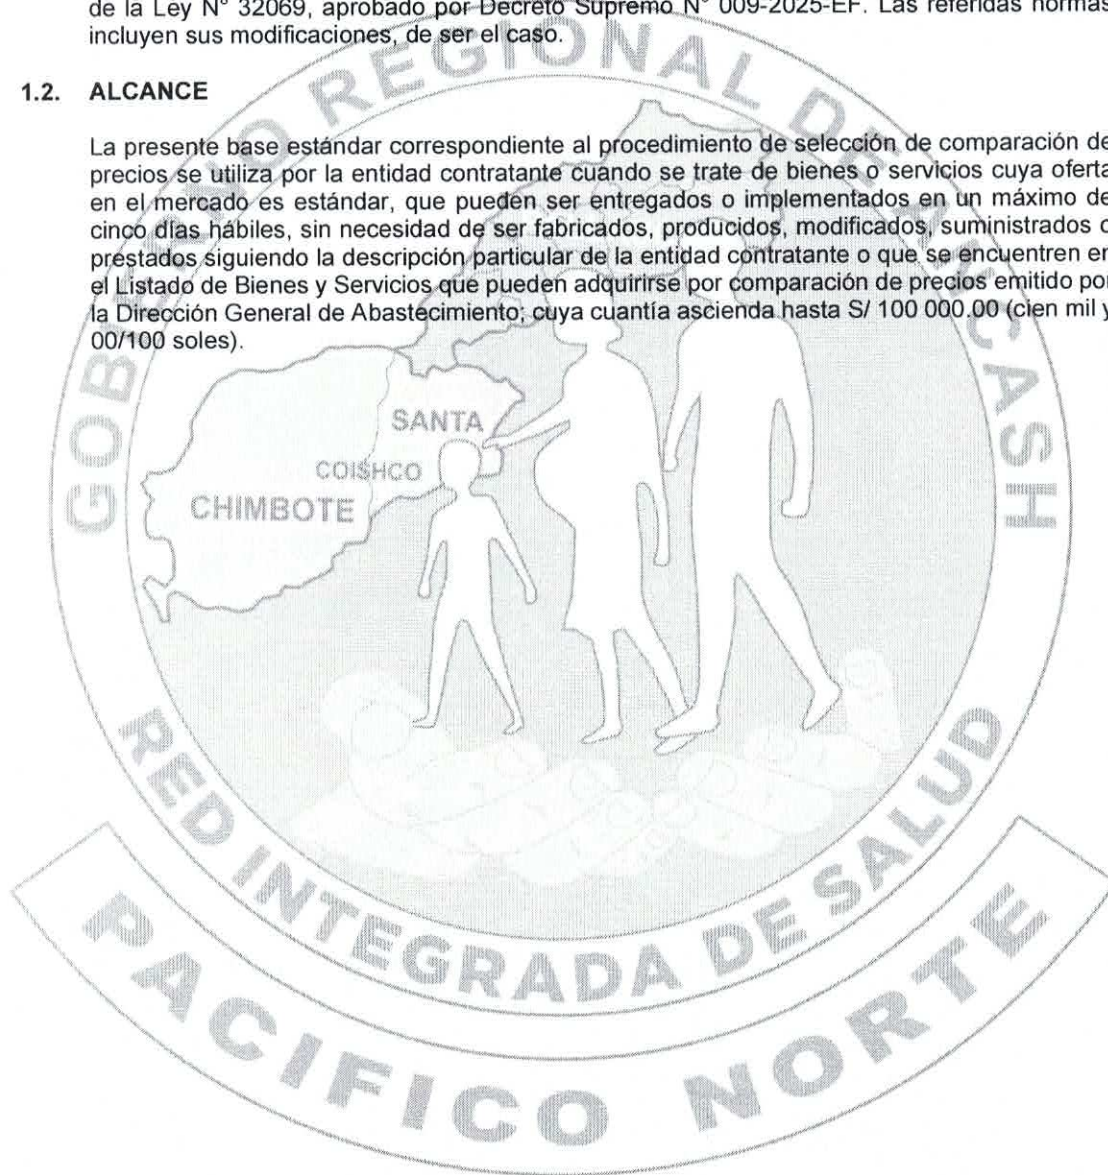 de la Ley N° 32069, aprobado por Decreto Supremo N° 009-2025-EF. Las referidas normas
incluyen sus modificaciones, de ser el caso.
1.2. ALCANCE
La presente base estándar correspondiente al procedimiento de selección de comparación de
precios se utiliza por la entidad contratante cuando se trate de bienes o servicios cuya oferta
en el mercado es estándar, que pueden ser entregados o implementados en un máximo de
cinco días hábiles, sin necesidad de ser fabricados, producidos, modificados, suministrados o
prestados siguiendo la descripción particular de la entidad contratante o que se encuentren en
el Listado de Bienes y Servicios que pueden adquirirse por comparación de precios emitido por
la Dirección General de Abastecimiento; cuya cuantía ascienda hasta S/ 100 000.00 (cien mil y
00/100 soles).
GOBIERNO REGIONAL DE ANCASH
SANTA
COISHCO
CHIMBOTE
RED INTEGRADA DE SALUD
PACIFICO NORTE